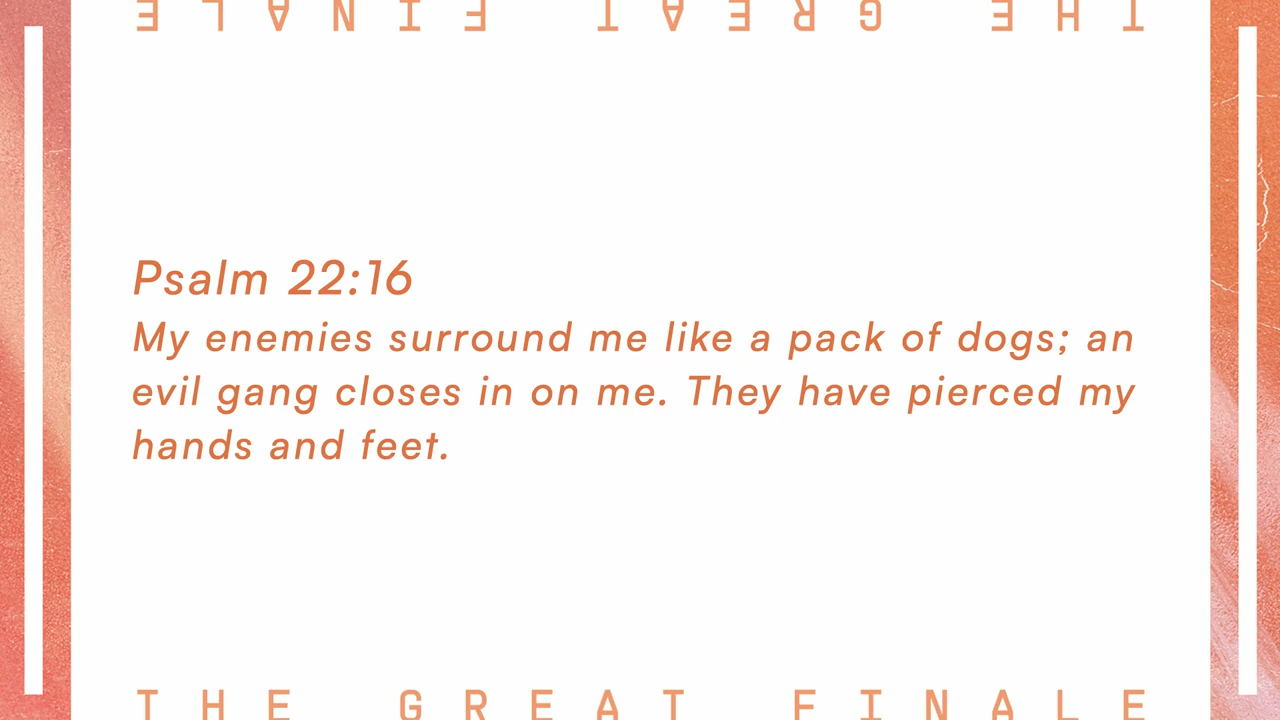 THE GREAT FINALE
Psalm 22:16
My enemies surround me like a pack of dogs; an
evil gang closes in on me. They have pierced my
hands and feet.
THE GREAT FINALE